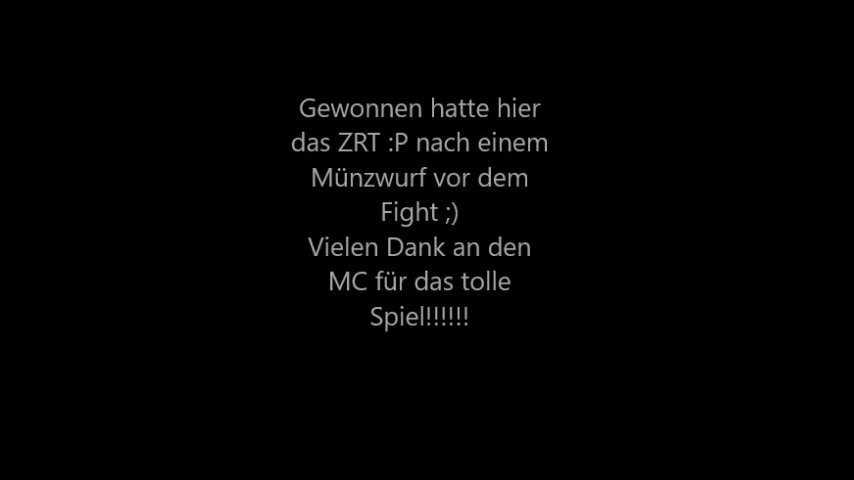 Gewonnen hatte hier
das ZRT :P nach einem
Münzwurf vor dem
Fight ;)
Vielen Dank an den
MC für das tolle
Spiel!!!!!!